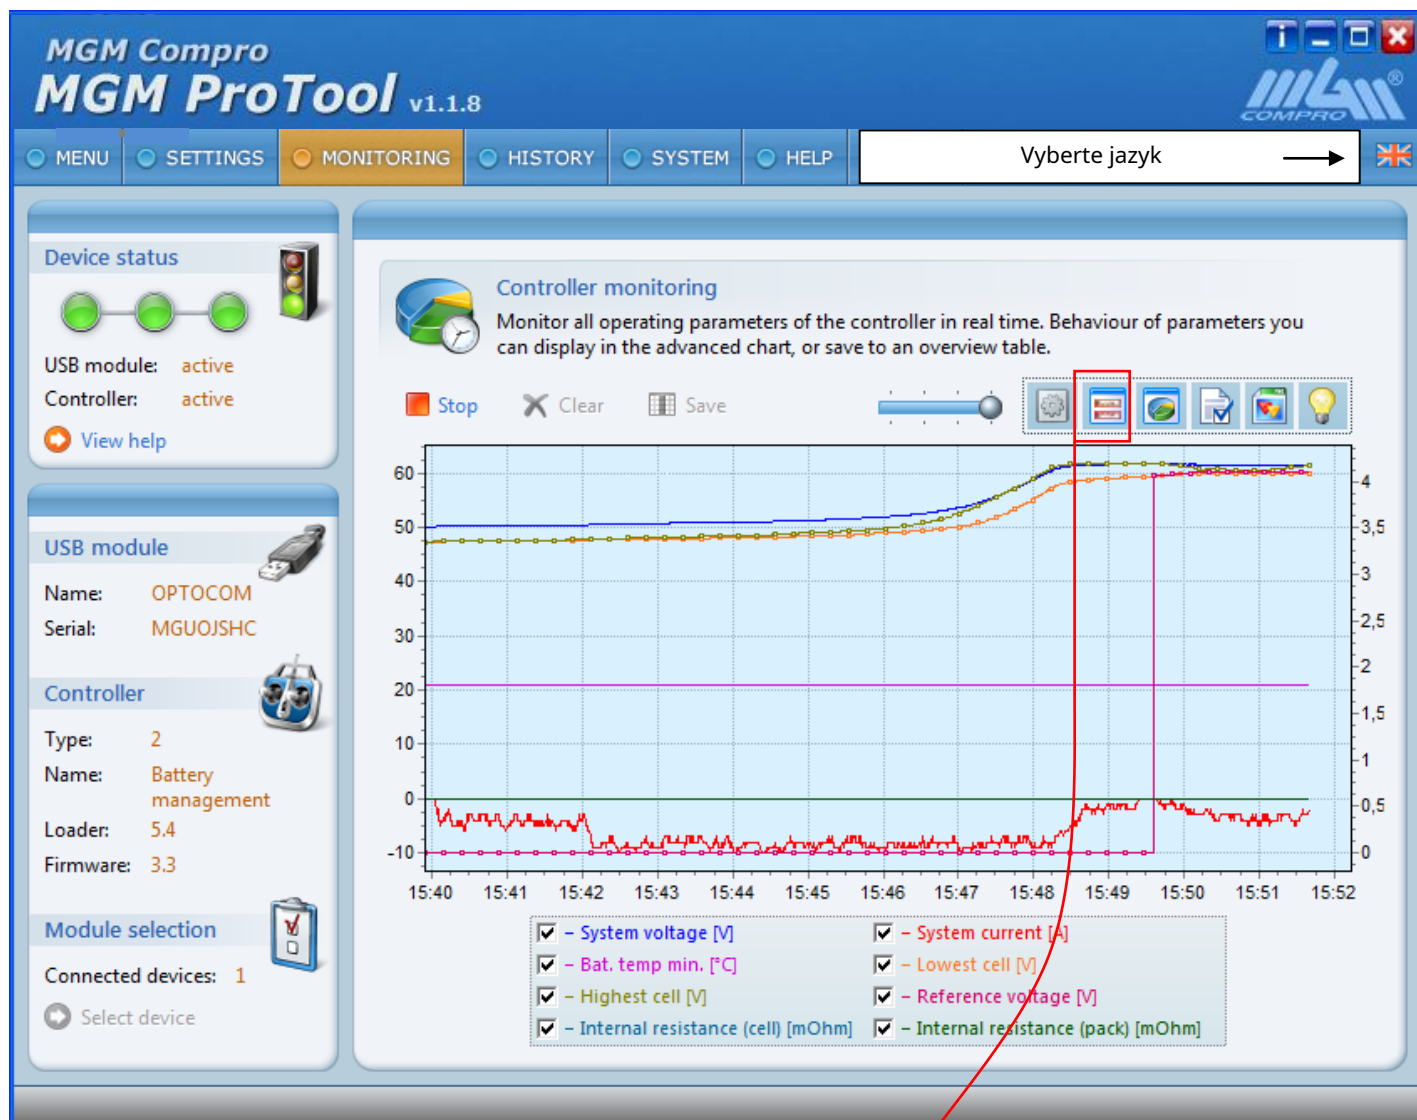 MGM Compro
MGM ProTool v1.1.8
COMPRO
MENU SETTINGS MONITORING HISTORY SYSTEM HELP Vyberte jazyk
Device status
USB module: active
Controller: active
View help
USB module
Name: OPTOCOM
Serial: MGUOJSHC
Controller
Type: 2
Name: Battery
management
Loader: 5.4
Firmware: 3.3
Module selection
Connected devices: 1
Select device
Controller monitoring
Monitor all operating parameters of the controller in real time. Behaviour of parameters you
can display in the advanced chart, or save to an overview table.
Stop Clear Save
60
50
40
30
20
10
0
-10
4
3,5
3
2,5
2
1,5
1
0,5
0
15:40 15:41 15:42 15:43 15:44 15:45 15:46 15:47 15:48 15:49 15:50 15:51 15:52
– System voltage [V] – System current [A]
– Bat. temp min. [°C] – Lowest cell [V]
– Highest cell [V] – Reference voltage [V]
– Internal resistance (cell) [mOhm] – Internal resistance (pack) [mOhm]